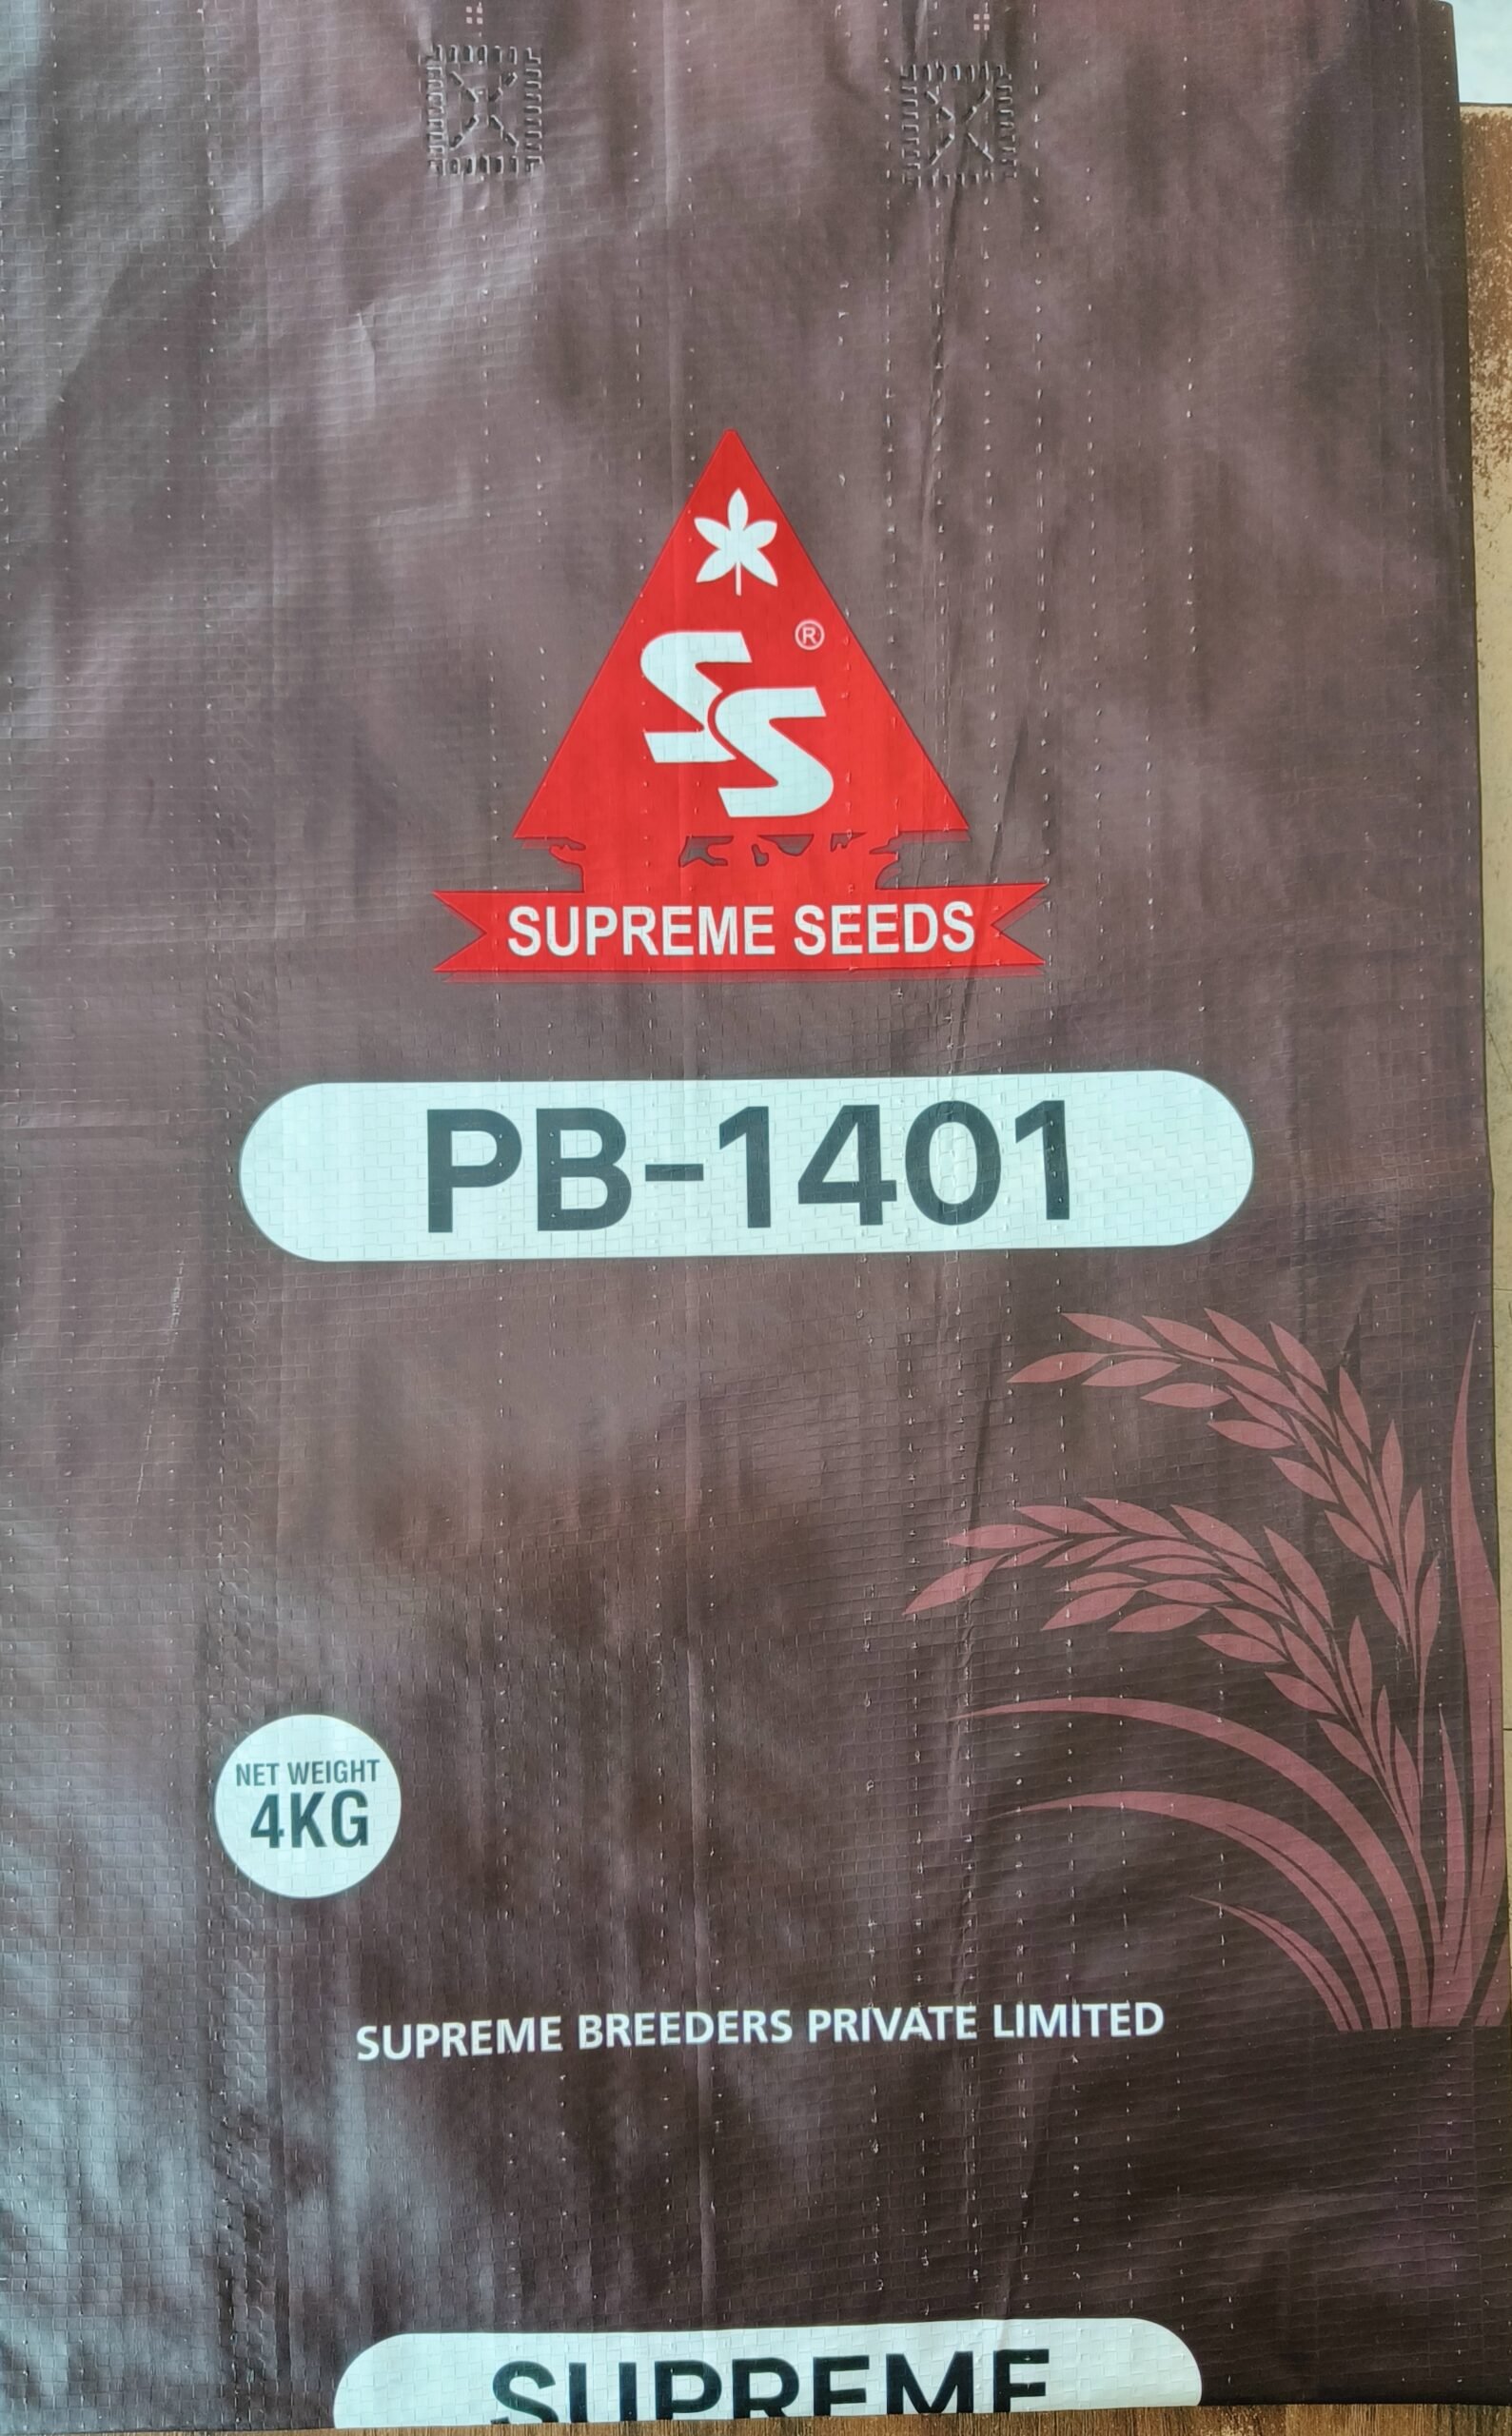 SS®
SUPREME SEEDS
PB-1401
NET WEIGHT
4KG
SUPREME BREEDERS PRIVATE LIMITED
SUPREME